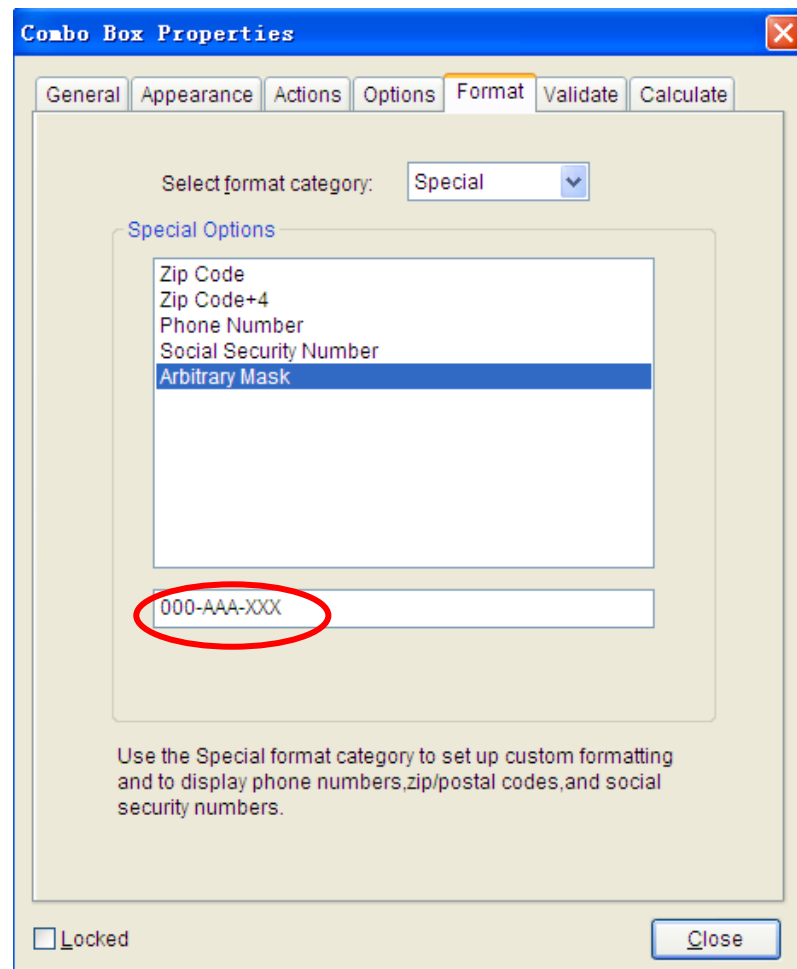 Combo Box Properties
General Appearance Actions Options Format Validate Calculate
Select format category: Special
Special Options
Zip Code
Zip Code+4
Phone Number
Social Security Number
Arbitrary Mask
000-AAA-XXX
Use the Special format category to set up custom formatting
and to display phone numbers,zip/postal codes,and social
security numbers.
Locked Close